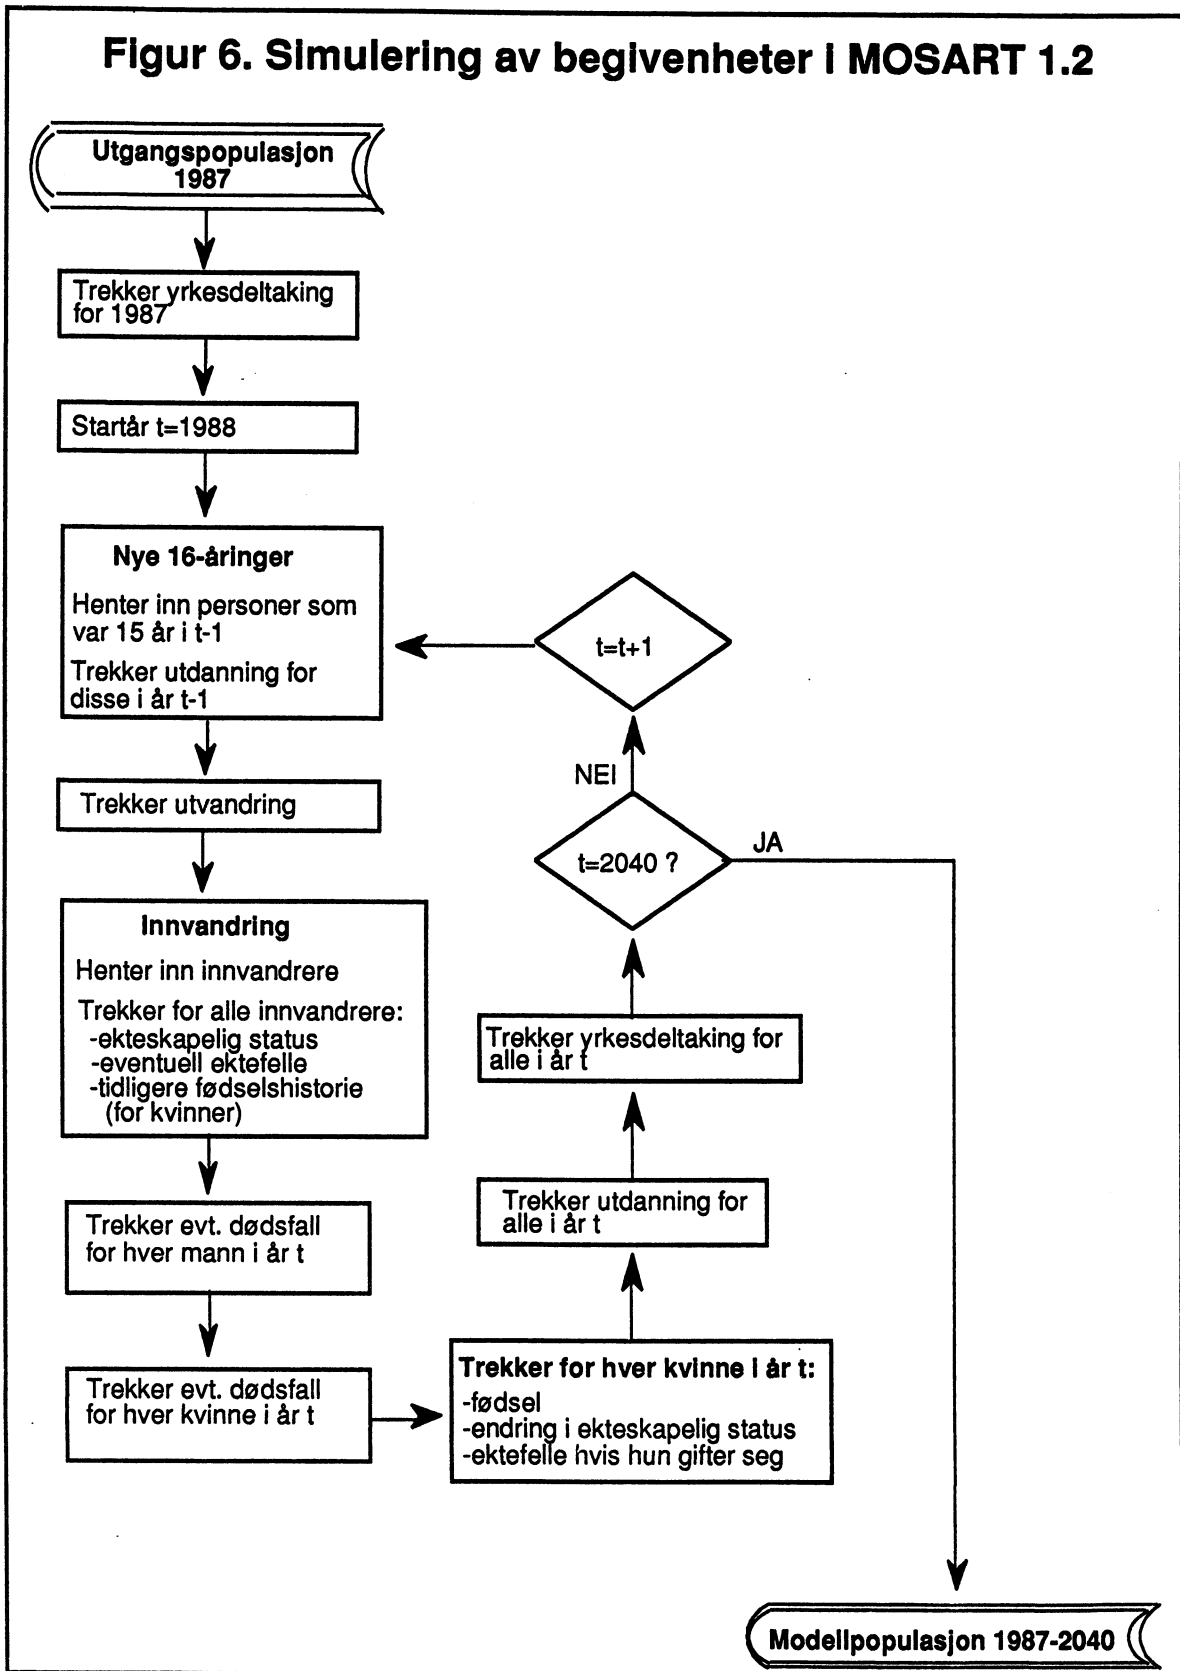 Figur 6. Simulering av begivenheter i MOSART 1.2
Utgangspopulasjon
1987
Trekker yrkesdeltaking
for 1987
Startår t=1988
Nye 16-åringer
Henter inn personer som
var 15 år i t-1
Trekker utdanning for
disse i år t-1
Trekker utvandring
Innvandring
Henter inn innvandrere
Trekker for alle innvandrere:
-ekteskapelig status
-eventuell ektefelle
-tidligere fødselshistorie
(for kvinner)
Trekker evt. dødsfall
for hver mann i år t
Trekker evt. dødsfall
for hver kvinne i år t
Trekker for hver kvinne i år t:
-fødsel
-endring i ekteskapelig status
-ektefelle hvis hun gifter seg
Trekker utdanning for
alle i år t
Trekker yrkesdeltaking for
alle i år t
t=2040 ?
NEI
JA
t=t+1
Modellpopulasjon 1987-2040